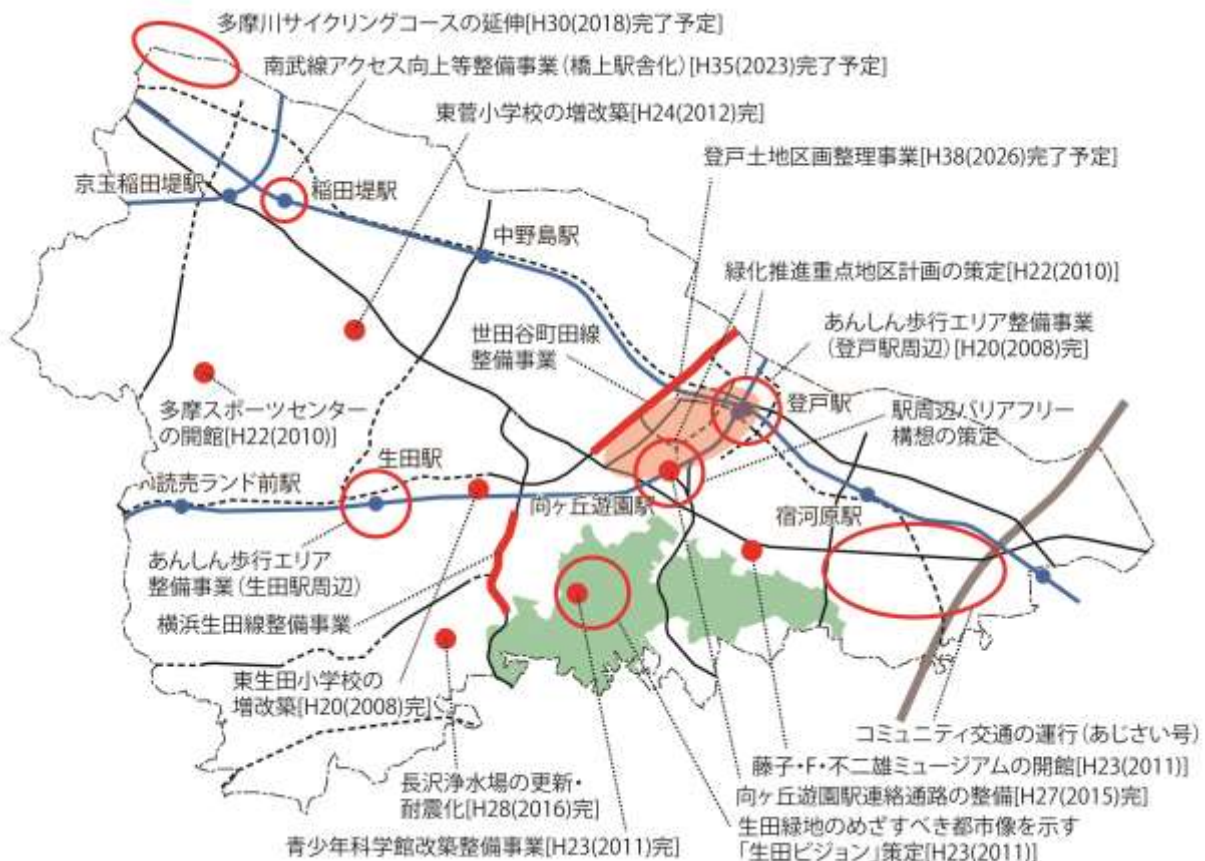 多摩川サイクリングコースの延伸[H30(2018)完了予定]
南武線アクセス向上等整備事業(橋上駅舎化)[H35(2023)完了予定]
東菅小学校の増改築[H24(2012)完]
登戸土地区画整理事業[H38(2026)完了予定]
京王稲田堤駅
稲田堤駅
中野島駅
緑化推進重点地区計画の策定[H22(2010)]
世田谷町田線
整備事業
あんしん歩行エリア整備事業
(登戸駅周辺)[H20(2008)完]
登戸駅
駅周辺バリアフリー
構想の策定
多摩スポーツセンター
の開館[H22(2010)]
生田駅
読売ランド前駅
向ヶ丘遊園駅
宿河原駅
あんしん歩行エリア
整備事業(生田駅周辺)
横浜生田線整備事業
東生田小学校の
増改築[H20(2008)完]
コミュニティ交通の運行(あじさい号)
藤子・F・不二雄ミュージアムの開館[H23(2011)]
長沢浄水場の更新・
耐震化[H28(2016)完]
向ヶ丘遊園駅連絡通路の整備[H27(2015)完]
生田緑地のめざすべき都市像を示す
「生田ビジョン」策定[H23(2011)]
青少年科学館改築整備事業[H23(2011)完]